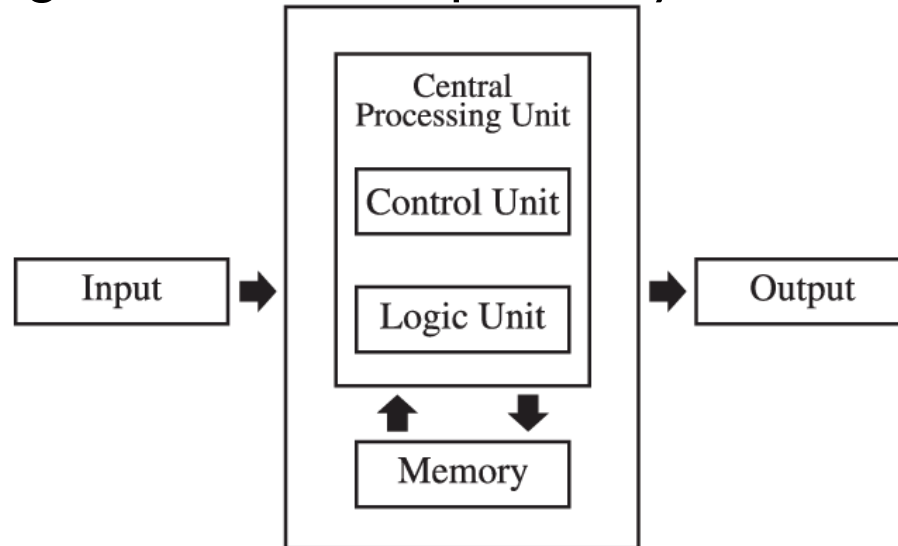 Central
Processing Unit
Control Unit
Input
Output
Logic Unit
Memory